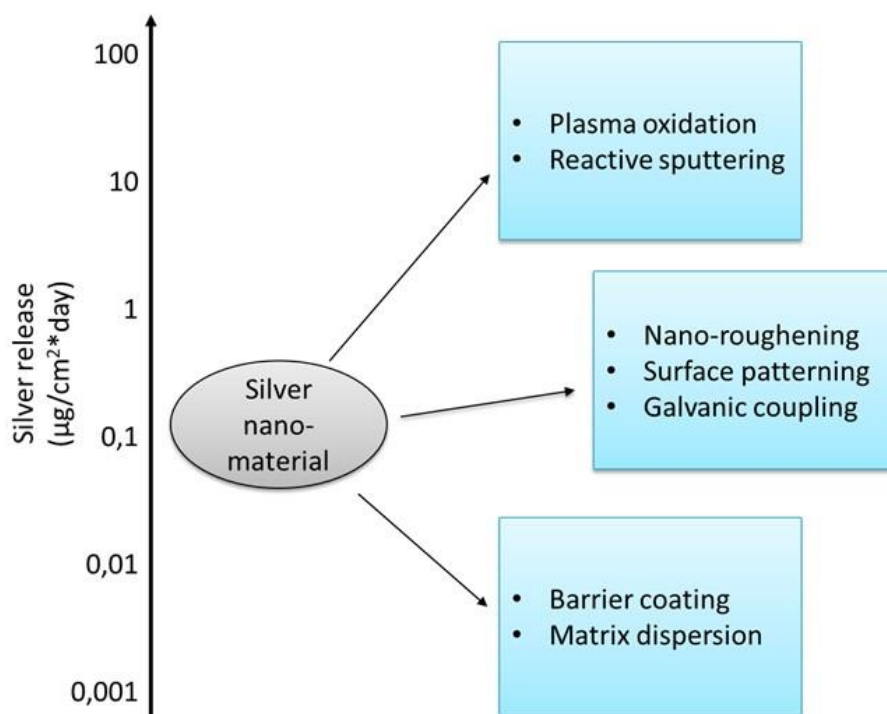 100
10
1
0,1
0,01
0,001
Silver release
(µg/cm²*day)
Silver
nano-
material
• Plasma oxidation
• Reactive sputtering
• Nano-roughening
• Surface patterning
• Galvanic coupling
• Barrier coating
• Matrix dispersion